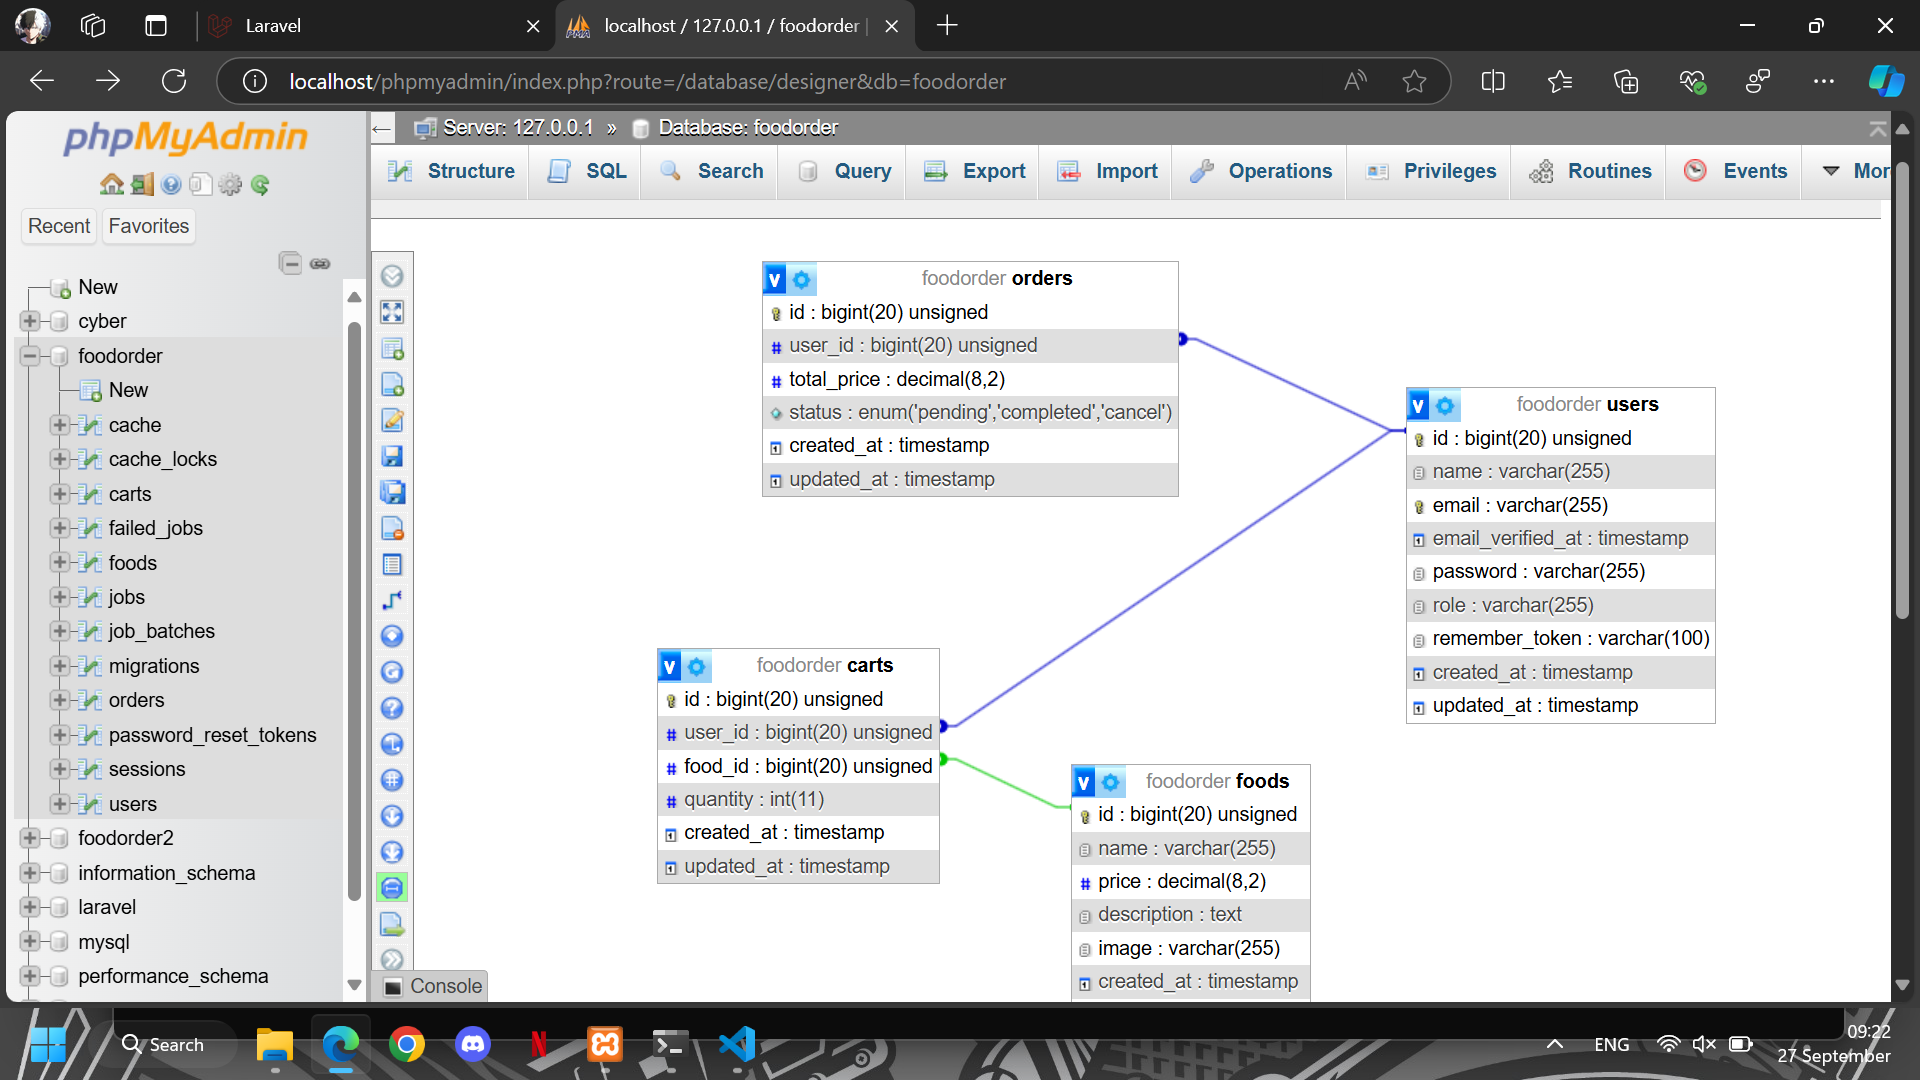 Laravel
localhost / 127.0.0.1 / foodorder
localhost/phpmyadmin/index.php?route=/database/designer&db=foodorder
phpMyAdmin
Recent
Favorites
New
cyber
foodorder
New
cache
cache_locks
carts
failed_jobs
foods
jobs
job_batches
migrations
orders
password_reset_tokens
sessions
users
foodorder2
information_schema
laravel
mysql
performance_schema
Server: 127.0.0.1 » Database: foodorder
Structure
SQL
Search
Query
Export
Import
Operations
Privileges
Routines
Events
Mor
foodorder orders
id : bigint(20) unsigned
user_id : bigint(20) unsigned
total_price : decimal(8,2)
status : enum('pending','completed','cancel')
created_at : timestamp
updated_at : timestamp
foodorder users
id : bigint(20) unsigned
name : varchar(255)
email : varchar(255)
email_verified_at : timestamp
password : varchar(255)
role : varchar(255)
remember_token : varchar(100)
created_at : timestamp
updated_at : timestamp
foodorder carts
id : bigint(20) unsigned
user_id : bigint(20) unsigned
food_id : bigint(20) unsigned
quantity : int(11)
created_at : timestamp
updated_at : timestamp
foodorder foods
id : bigint(20) unsigned
name : varchar(255)
price : decimal(8,2)
description : text
image : varchar(255)
created_at : timestamp
Console
Search
ENG
09:22
27 September